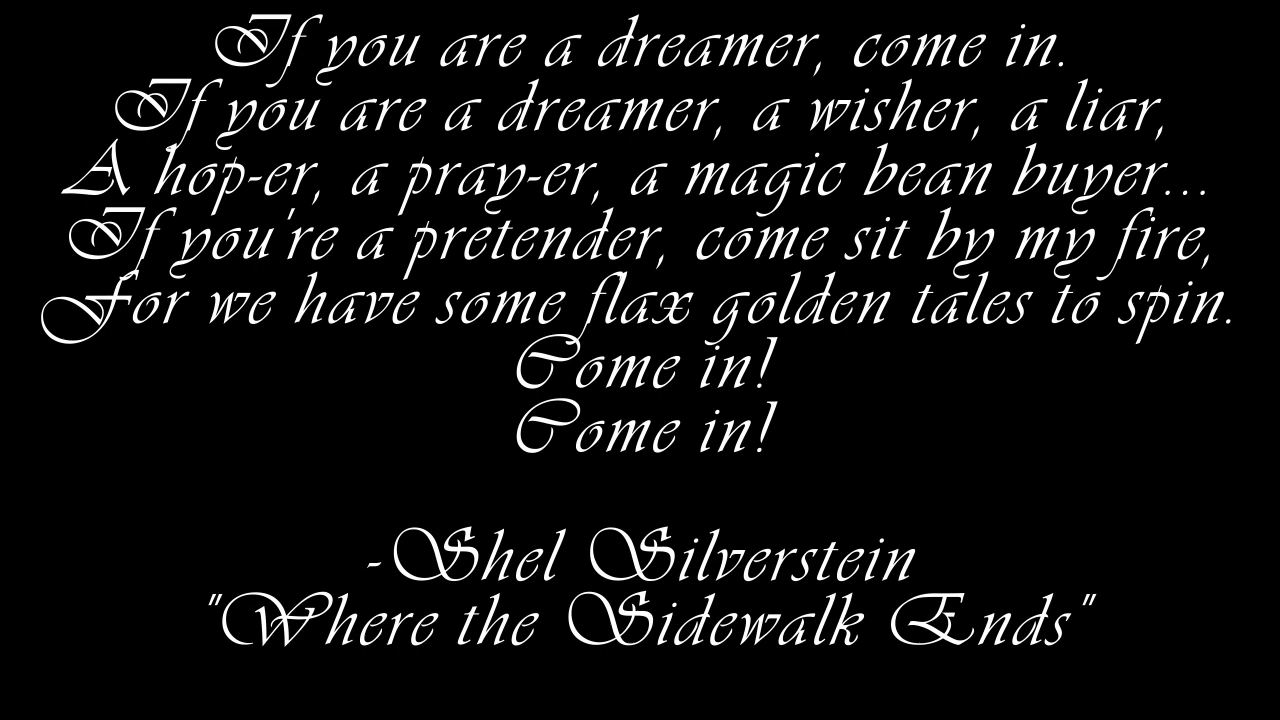 If you are a dreamer, come in.
If you are a dreamer, a wisher, a liar,
A hop-er, a pray-er, a magic bean buyer...
If you're a pretender, come sit by my fire,
For we have some flax golden tales to spin.
Come in!
Come in!
-Shel Silverstein
"Where the Sidewalk Ends"